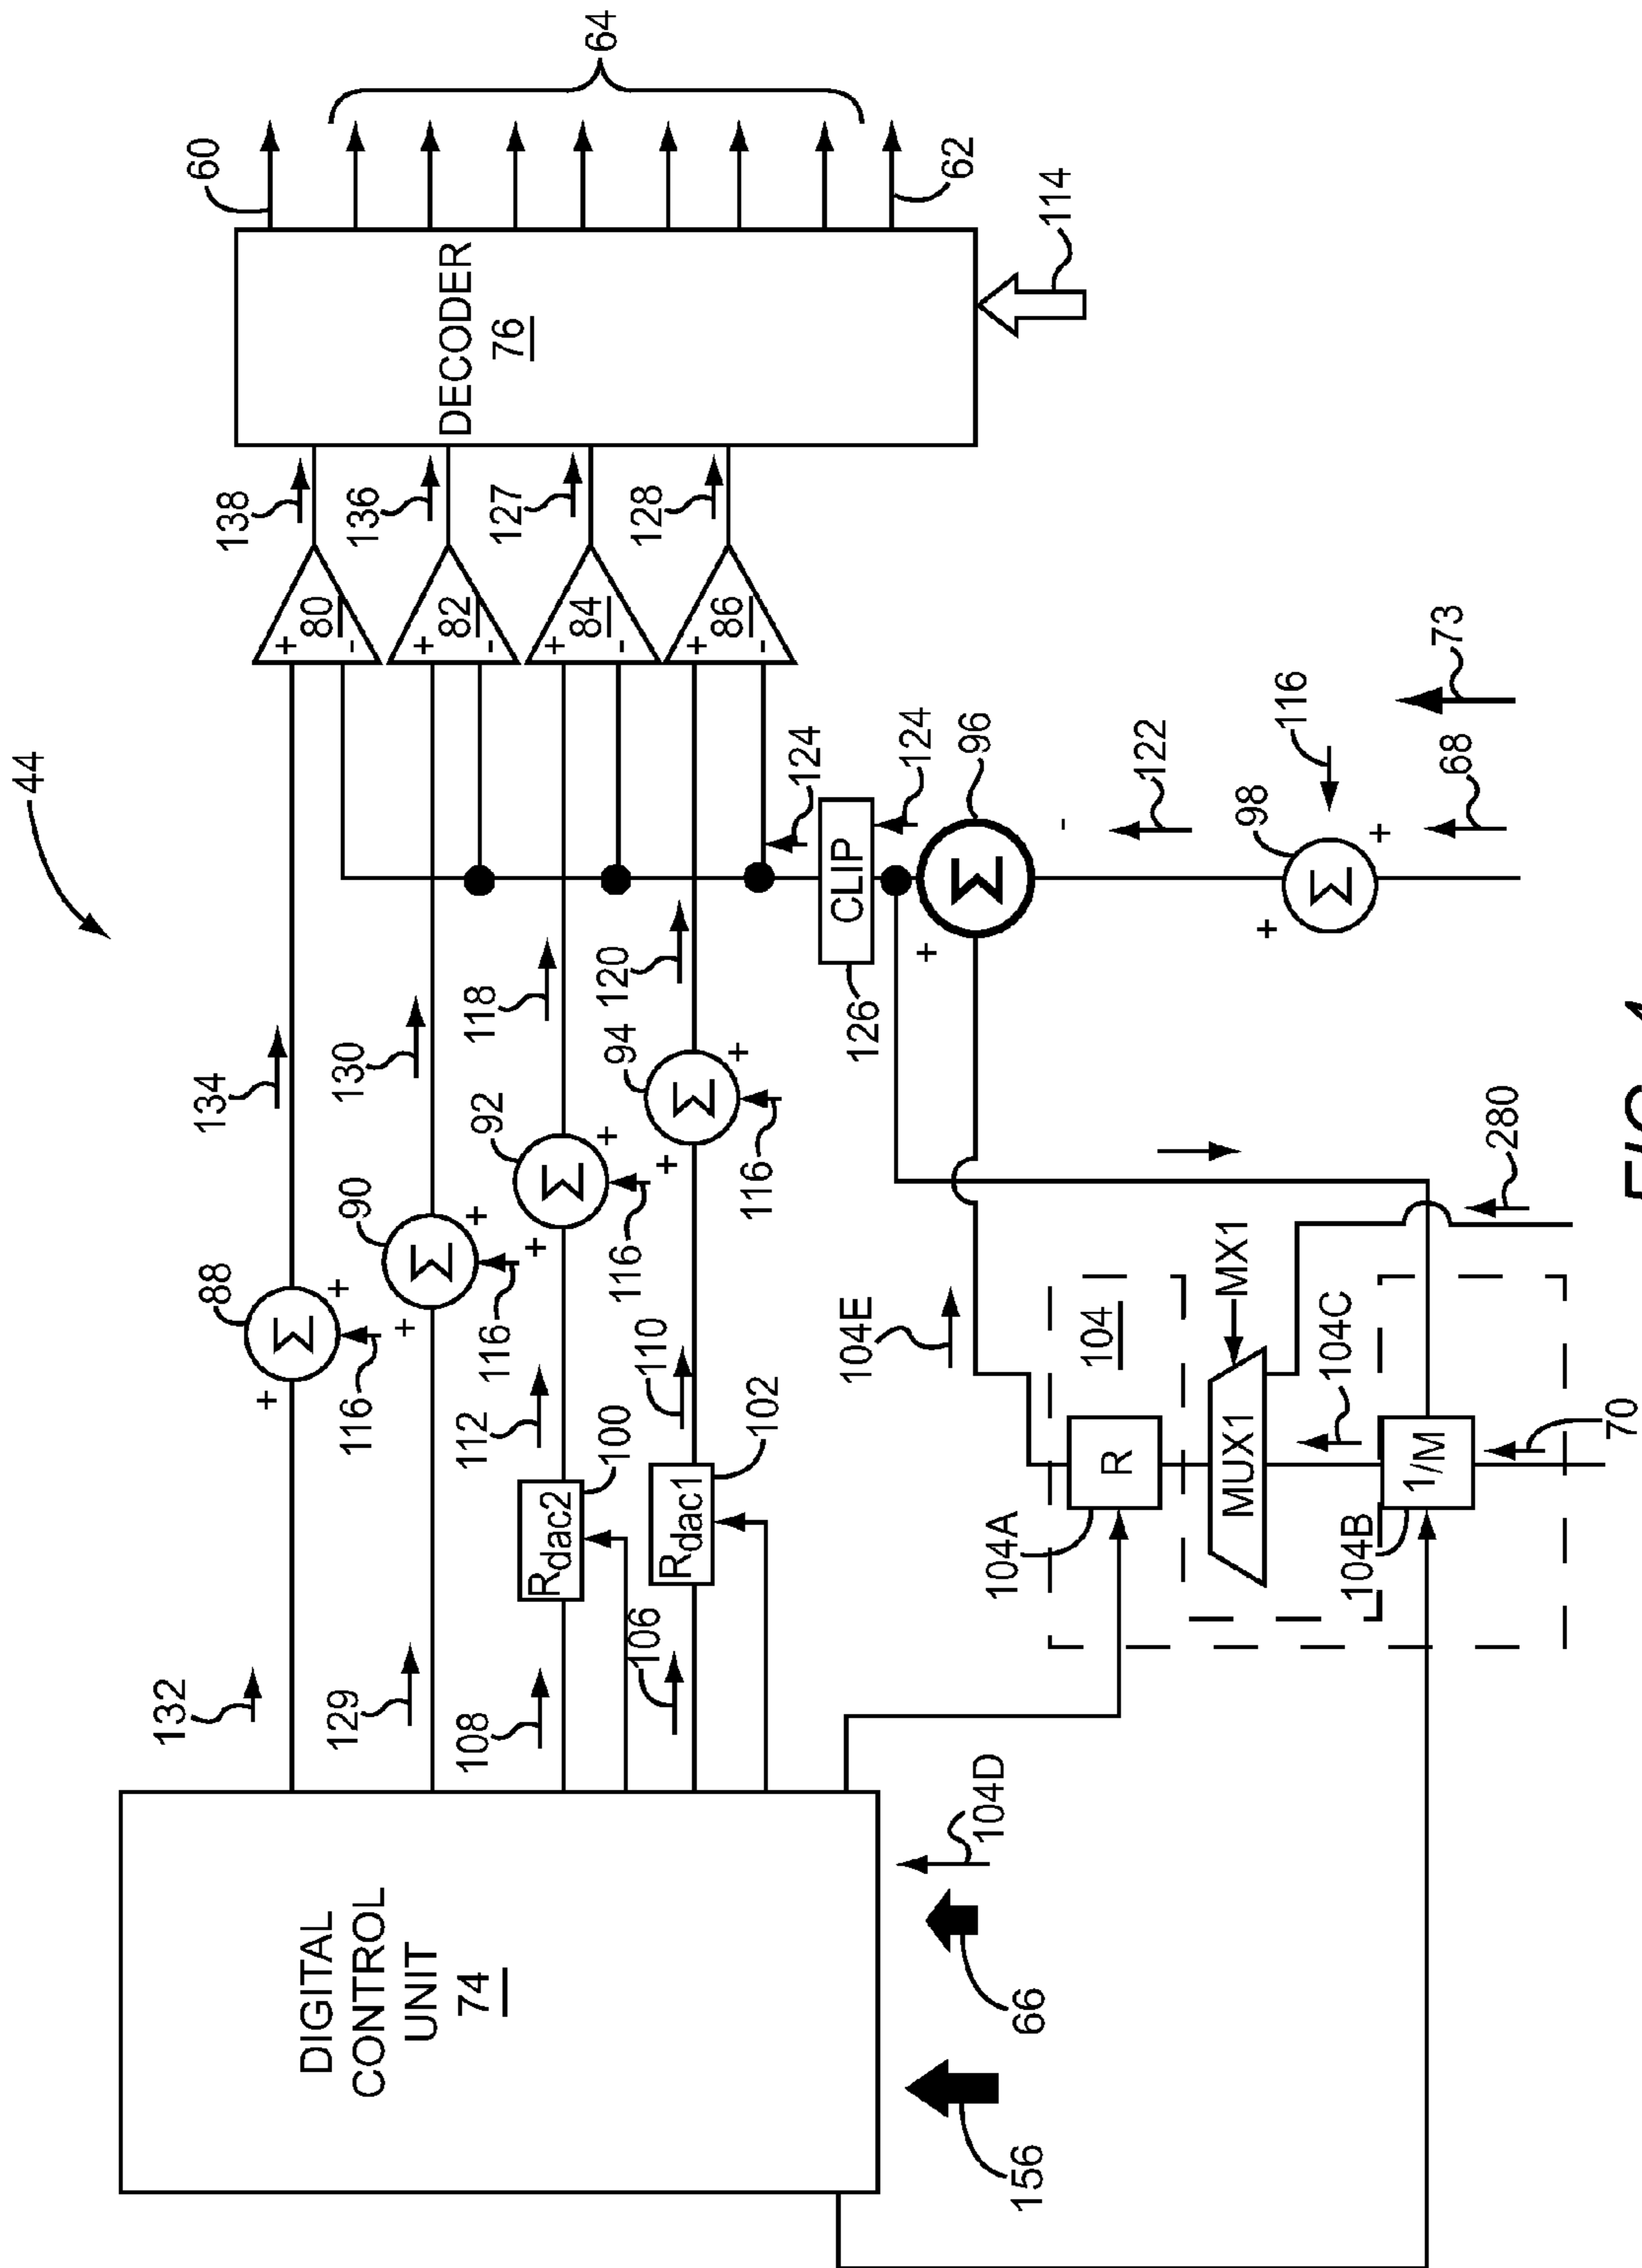 44
60
64
DECODER
76
62
114
138
136
127
128
+ 80 -
+ 82 -
+ 84 -
+ 86 -
134
130
118
120
124
124
CLIP
126
96
Σ
+
-
122
116
73
68
98
Σ
+
+
88
Σ
+
+
116
90
Σ
+
+
116
92
Σ
+
+
116
94
Σ
+
+
116
112
110
Rdac2
100
Rdac1
102
132
129
108
106
DIGITAL
CONTROL
UNIT
74
104D
66
156
104E
104
R
104A
MUX1
MX1
104C
280
1/M
104B
70